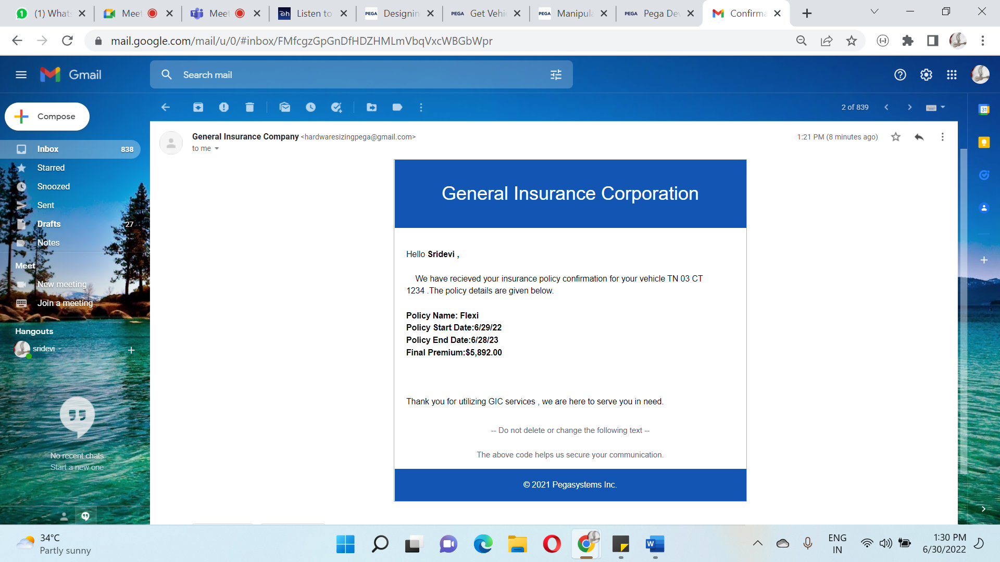 (1) Whats
Meet
Meet
Listen to
PEGA Designin
PEGA Get Vehi
PEGA Manipula
PEGA Pega Dev
Confirma
mail.google.com/mail/u/0/#inbox/FMfcgzGpGnDfHDZHMLmVbqVxcWBGbWpr
Gmail
Search mail
Compose
2 of 839
Inbox 838
Starred
Snoozed
Sent
Drafts 27
Notes
Meet
New meeting
Join a meeting
Hangouts
sridevi
No recent chats
Start a new one
General Insurance Company <hardwaresizingpega@gmail.com>
to me
1:21 PM (8 minutes ago)
General Insurance Corporation
Hello Sridevi ,
We have recieved your insurance policy confirmation for your vehicle TN 03 CT
1234 .The policy details are given below.
Policy Name: Flexi
Policy Start Date:6/29/22
Policy End Date:6/28/23
Final Premium:$5,892.00
Thank you for utilizing GIC services , we are here to serve you in need.
-- Do not delete or change the following text --
The above code helps us secure your communication.
© 2021 Pegasystems Inc.
31
34°C
Partly sunny
ENG
IN
1:30 PM
6/30/2022